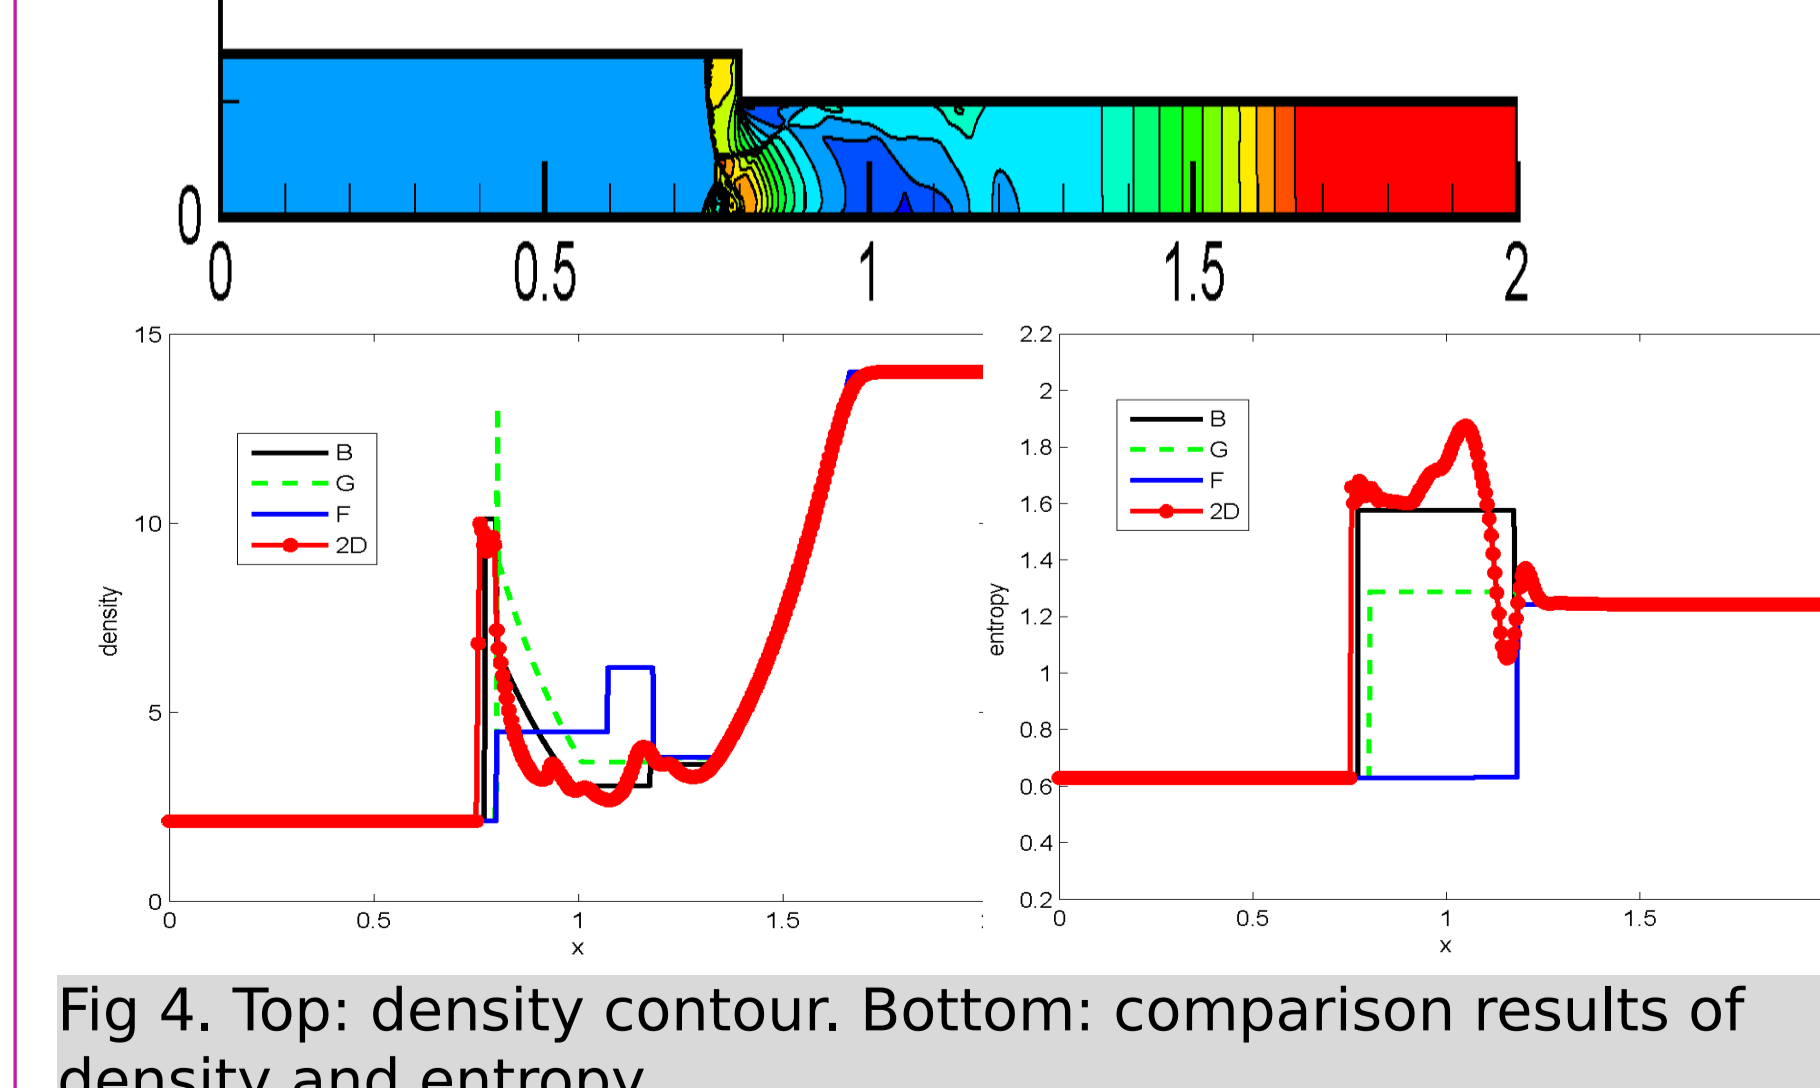 0
0 0.5 1 1.5 2
15
10
5
0
B
G
F
2D
density
0 0.5 1 1.5
x
2.2
2
1.8
1.6
1.4
1.2
1
0.8
0.6
0.4
0.2
B
G
F
2D
entropy
0 0.5 1 1.5
x
Fig 4. Top: density contour. Bottom: comparison results of
density and entropy